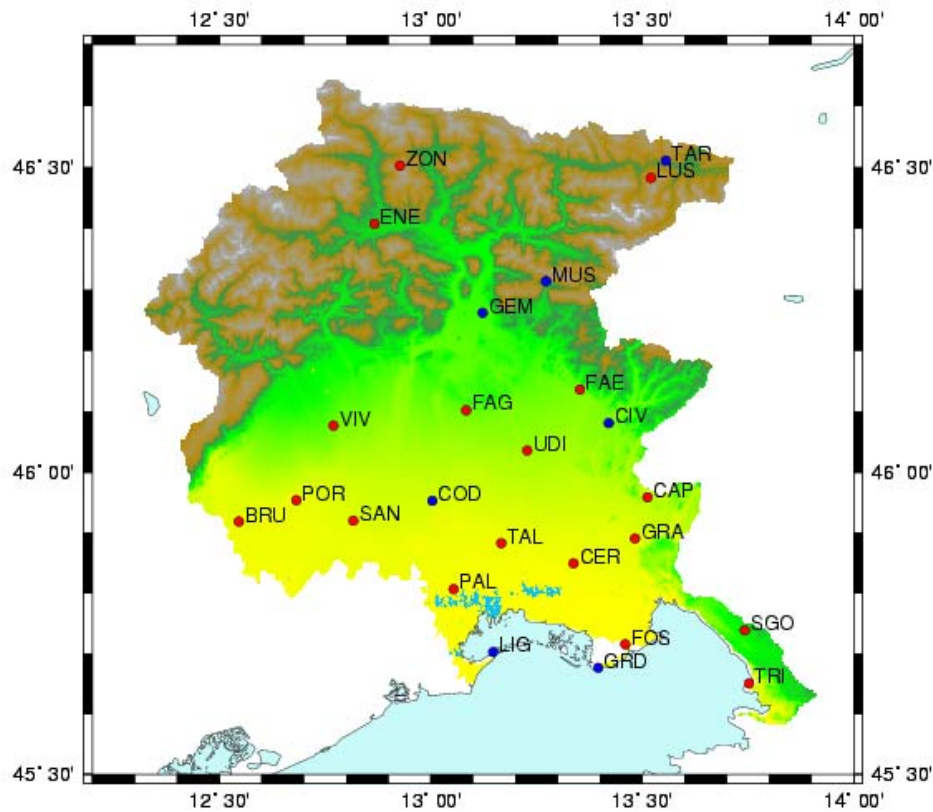 12˚ 30' 13˚ 00' 13˚ 30' 14˚ 00'
TAR
46˚ 30' ZON 46˚ 30'
LUS
ENE
MUS
GEM
FAE
FAG
VIV CIV
UDI
46˚ 00' 46˚ 00'
CAP
POR COD
BRU SAN
GRA
TAL
CER
PAL
SGO
FOS
LIG
GRD
TRI
45˚ 30' 45˚ 30'
12˚ 30' 13˚ 00' 13˚ 30' 14˚ 00'